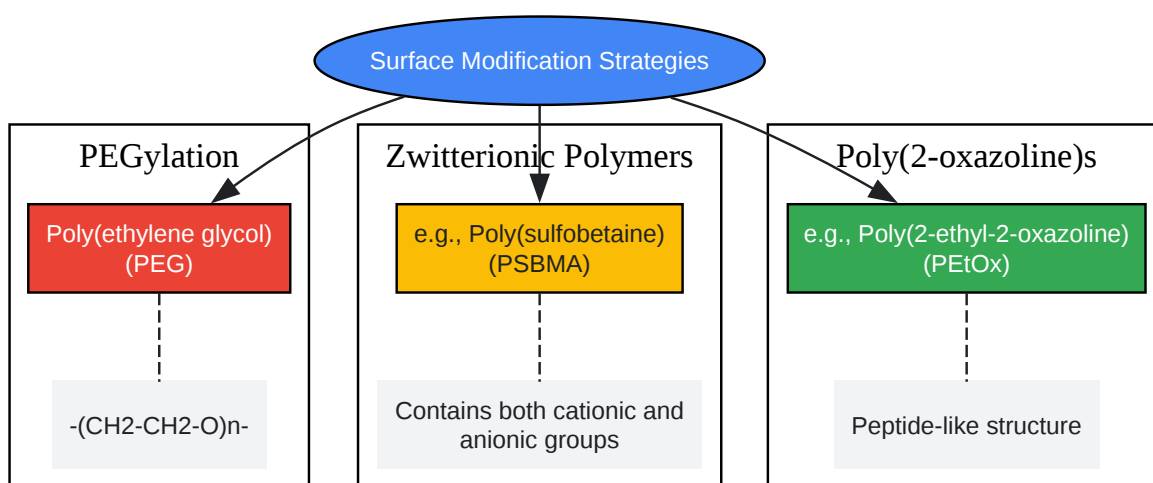 Surface Modification Strategies
PEGylation
Poly(ethylene glycol)
(PEG)
-(CH2-CH2-O)n-
Zwitterionic Polymers
e.g., Poly(sulfobetaine)
(PSBMA)
Contains both cationic and
anionic groups
Poly(2-oxazoline)s
e.g., Poly(2-ethyl-2-oxazoline)
(PEtOx)
Peptide-like structure